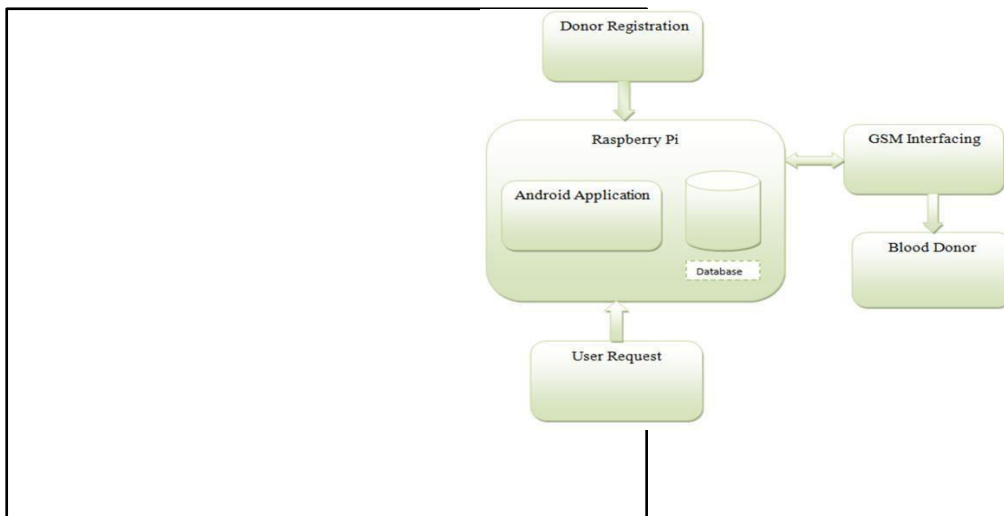 Donor Registration
Raspberry Pi
GSM Interfacing
Android Application
Blood Donor
Database
User Request